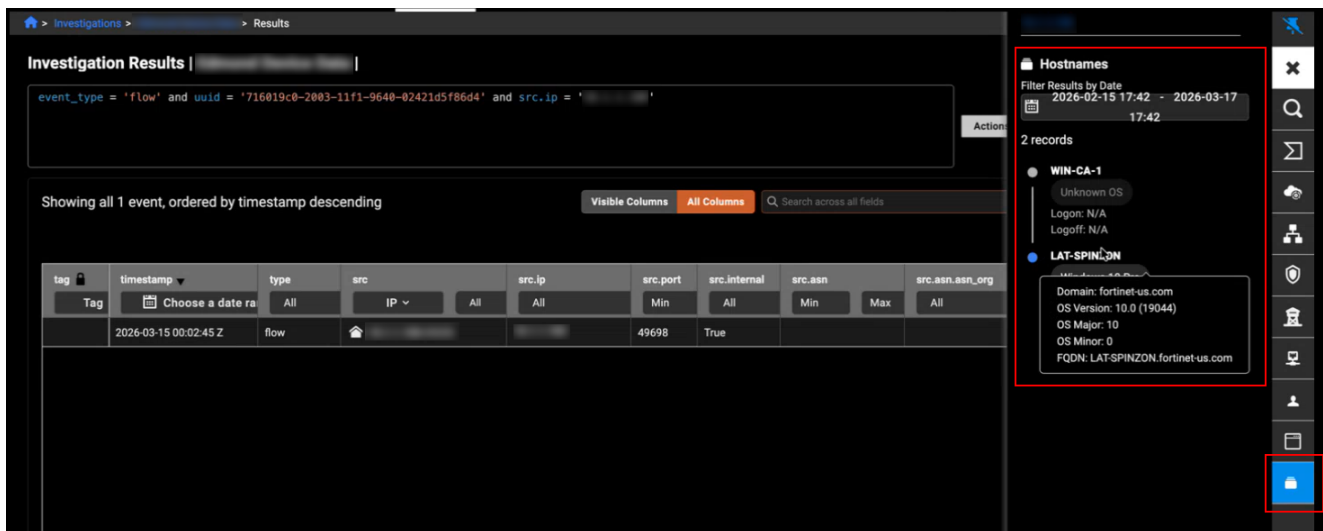 > Investigations > > Results
Investigation Results | |
event_type = 'flow' and uuid = '716019c0-2003-11f1-9640-02421d5f86d4' and src.ip = ' '
Actions
Showing all 1 event, ordered by timestamp descending
Visible Columns All Columns Search across all fields
tag timestamp type src src.ip src.port src.internal src.asn src.asn.asn_org
Tag Choose a date ra All IP All All Min All Min Max All
2026-03-15 00:02:45 Z flow 49698 True
Hostnames
Filter Results by Date
2026-02-15 17:42 - 2026-03-17
17:42
2 records
WIN-CA-1
Unknown OS
Logon: N/A
Logoff: N/A
LAT-SPINZON
Windows 10 Pro
Domain: fortinet-us.com
OS Version: 10.0 (19044)
OS Major: 10
OS Minor: 0
FQDN: LAT-SPINZON.fortinet-us.com